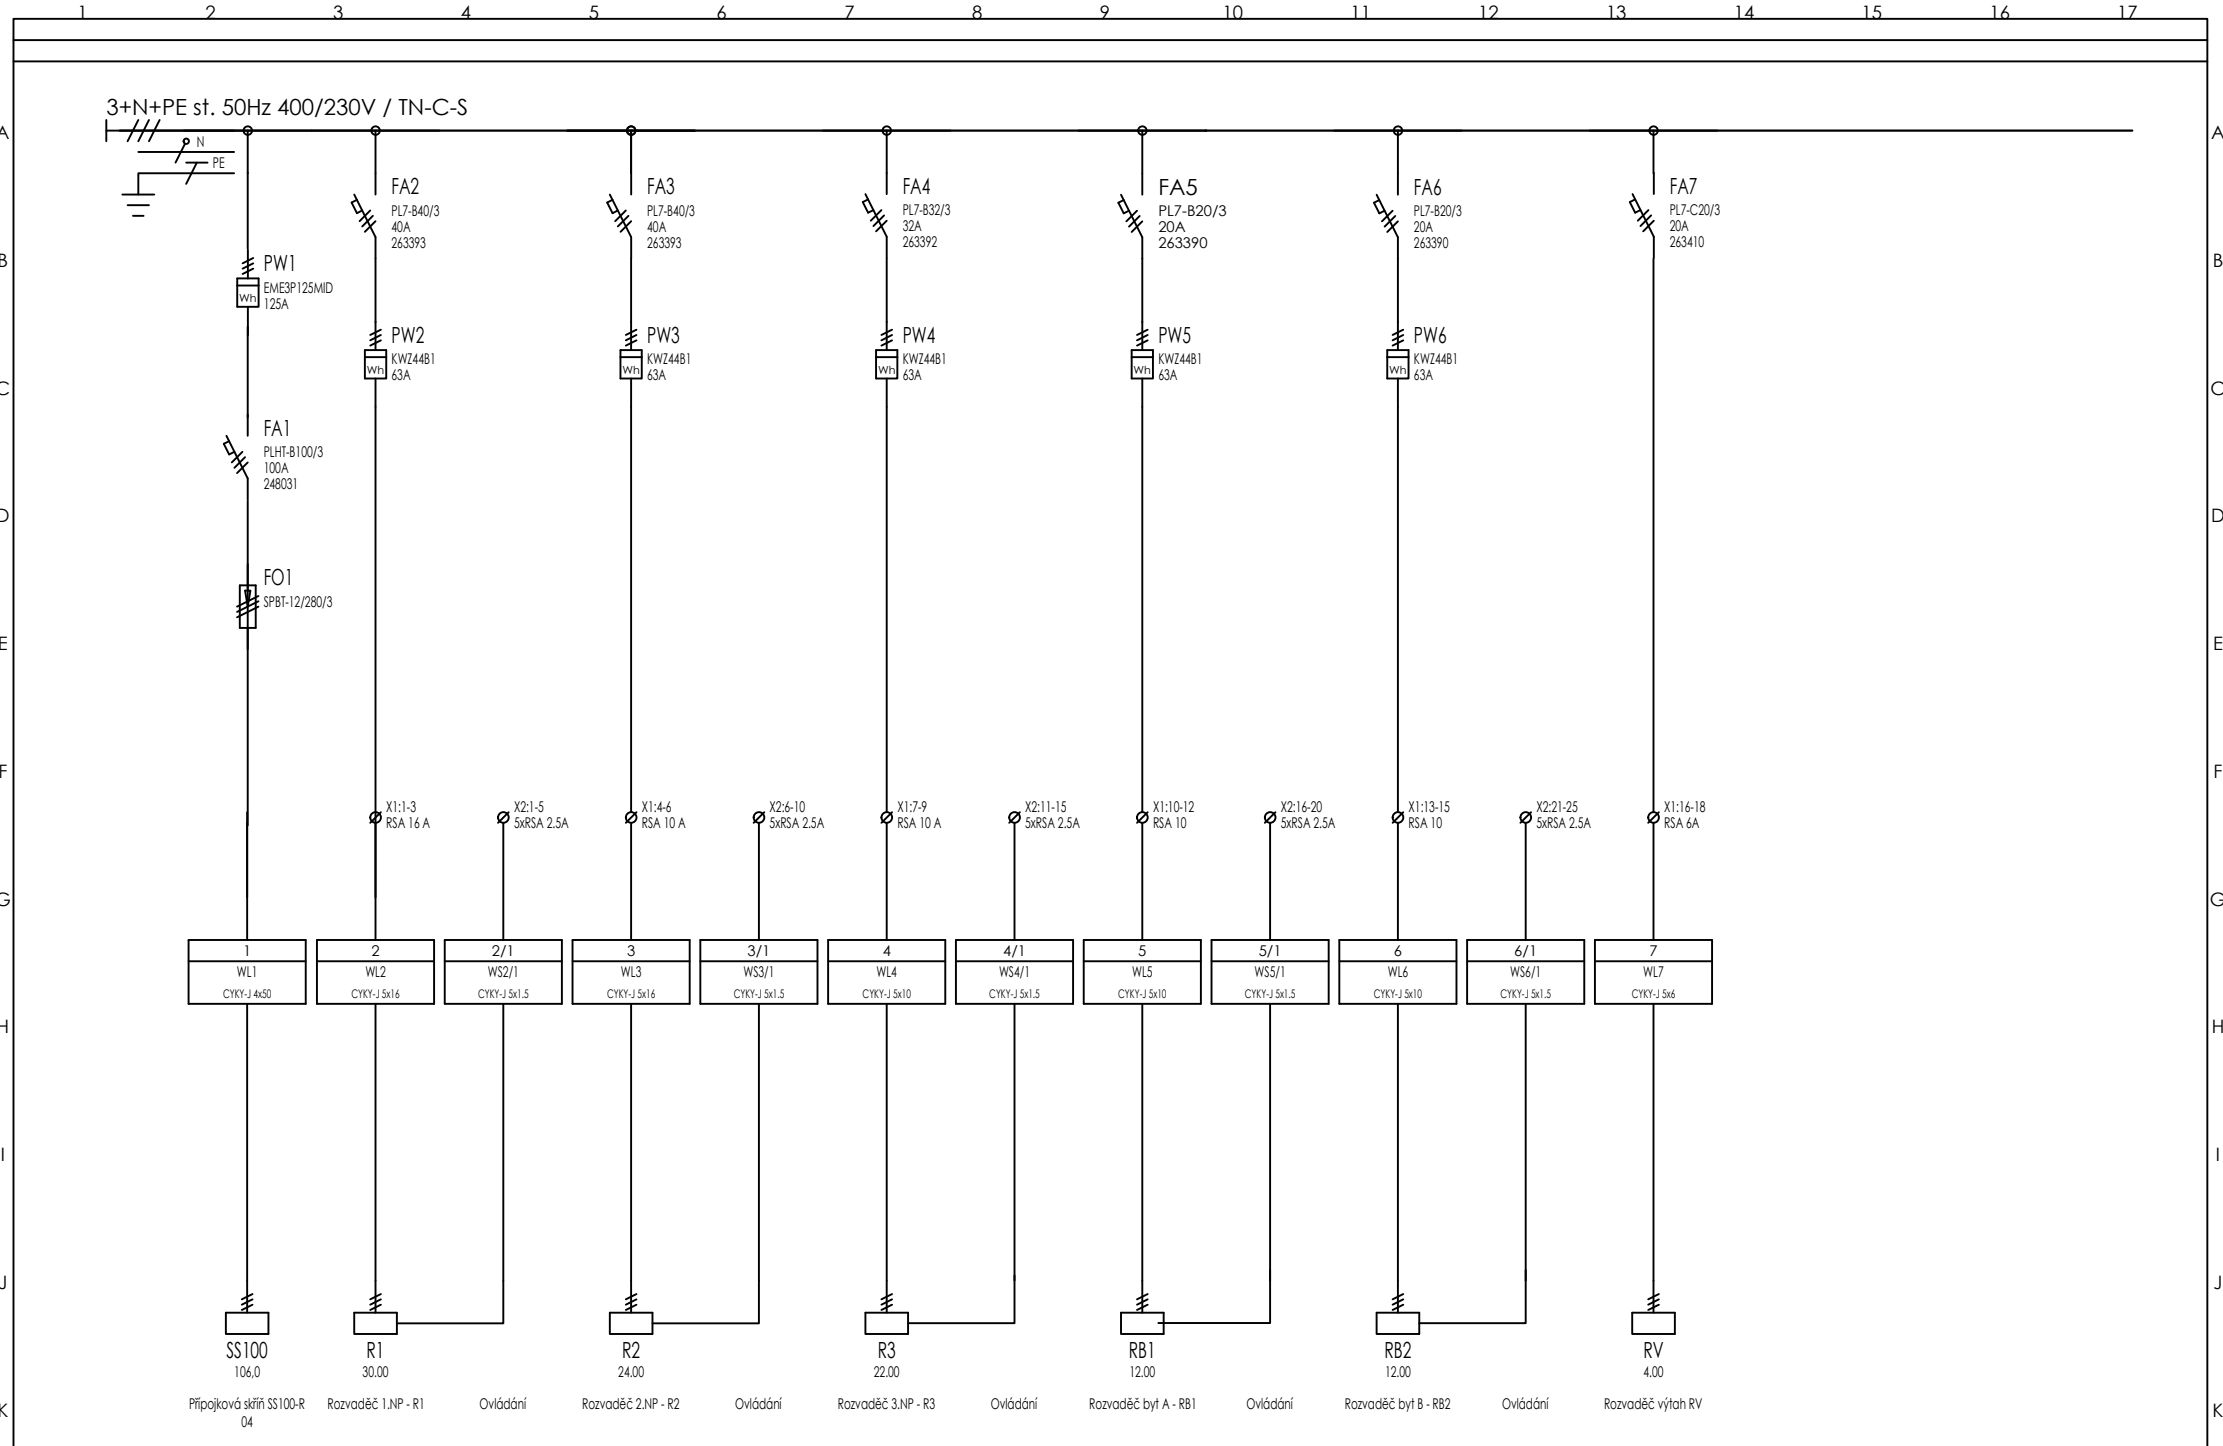 1 2 3 4 5 6 7 8 9 10 11 12 13 14 15 16 17
3+N+PE st. 50Hz 400/230V / TN-C-S
A A
N
PE
FA2 FA3 FA4 FA5 FA6 FA7
PL7-B40/3 PL7-B40/3 PL7-B32/3 PL7-B20/3 PL7-B20/3 PL7-C20/3
40A 40A 32A 20A 20A 20A
263393 263393 263392 263390 263390 263410
B B
PW1
EME3P125MID
Wh 125A
PW2 PW3 PW4 PW5 PW6
KWZ44B1 KWZ44B1 KWZ44B1 KWZ44B1 KWZ44B1
Wh 63A Wh 63A Wh 63A Wh 63A Wh 63A
C C
FA1
PLHT-B100/3
100A
248031
D D
FO1
SPBT-12/280/3
E E
F F
X1:1-3 X2:1-5 X1:4-6 X2:6-10 X1:7-9 X2:11-15 X1:10-12 X2:16-20 X1:13-15 X2:21-25 X1:16-18
RSA 16 A 5xRSA 2.5A RSA 10 A 5xRSA 2.5A RSA 10 A 5xRSA 2.5A RSA 10 5xRSA 2.5A RSA 10 5xRSA 2.5A RSA 6A
G G
1 2 2/1 3 3/1 4 4/1 5 5/1 6 6/1 7
WL1 WL2 WS2/1 WL3 WS3/1 WL4 WS4/1 WL5 WS5/1 WL6 WS6/1 WL7
CYKY-J 4x50 CYKY-J 5x16 CYKY-J 5x1.5 CYKY-J 5x16 CYKY-J 5x1.5 CYKY-J 5x10 CYKY-J 5x1.5 CYKY-J 5x10 CYKY-J 5x1.5 CYKY-J 5x10 CYKY-J 5x1.5 CYKY-J 5x6
H H
I I
J J
SS100 R1 R2 R3 RB1 RB2 RV
106,0 30.00 24.00 22.00 12.00 12.00 4.00
Přípojková skříň SS100-R Rozvaděč 1.NP - R1 Ovládání Rozvaděč 2.NP - R2 Ovládání Rozvaděč 3.NP - R3 Ovládání Rozvaděč byt A - RB1 Ovládání Rozvaděč byt B - RB2 Ovládání Rozvaděč výtah RV
04
K K